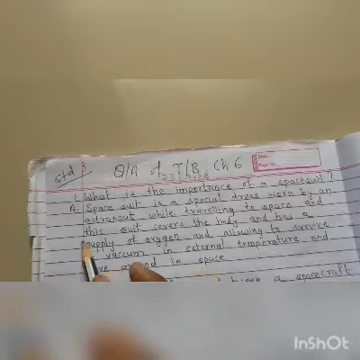 Std 3
Q/A of T/B Ch 6
1. What is the importance of a spacesuit?
A- Space suit is a special dress worn by an
astronaut while travelling to space and
this suit covers the body and has a
supply of oxygen and allowing to survive
vacuum in external temperature and
in space
a spacecraft
InShot